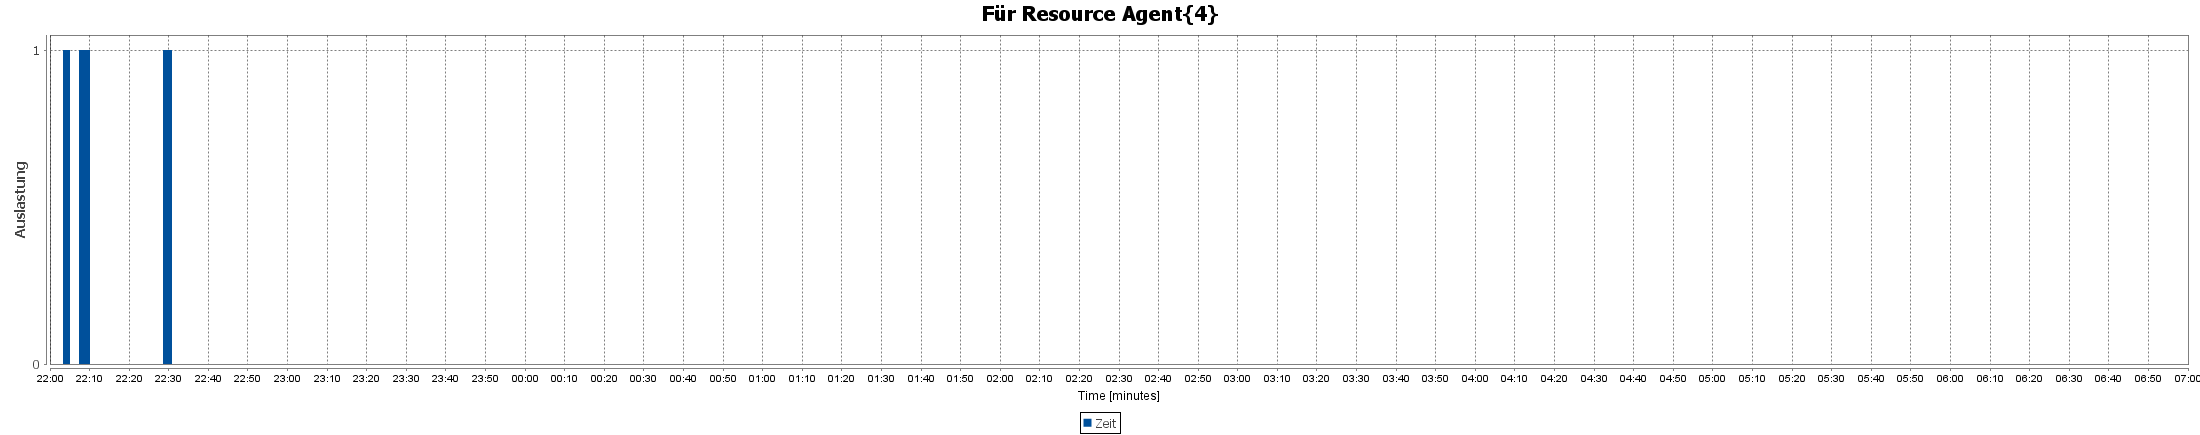 Für Resource Agent{4}
1
Auslastung
0
22:00 22:10 22:20 22:30 22:40 22:50 23:00 23:10 23:20 23:30 23:40 23:50 00:00 00:10 00:20 00:30 00:40 00:50 01:00 01:10 01:20 01:30 01:40 01:50 02:00 02:10 02:20 02:30 02:40 02:50 03:00 03:10 03:20 03:30 03:40 03:50 04:00 04:10 04:20 04:30 04:40 04:50 05:00 05:10 05:20 05:30 05:40 05:50 06:00 06:10 06:20 06:30 06:40 06:50 07:00
Time [minutes]
Zeit